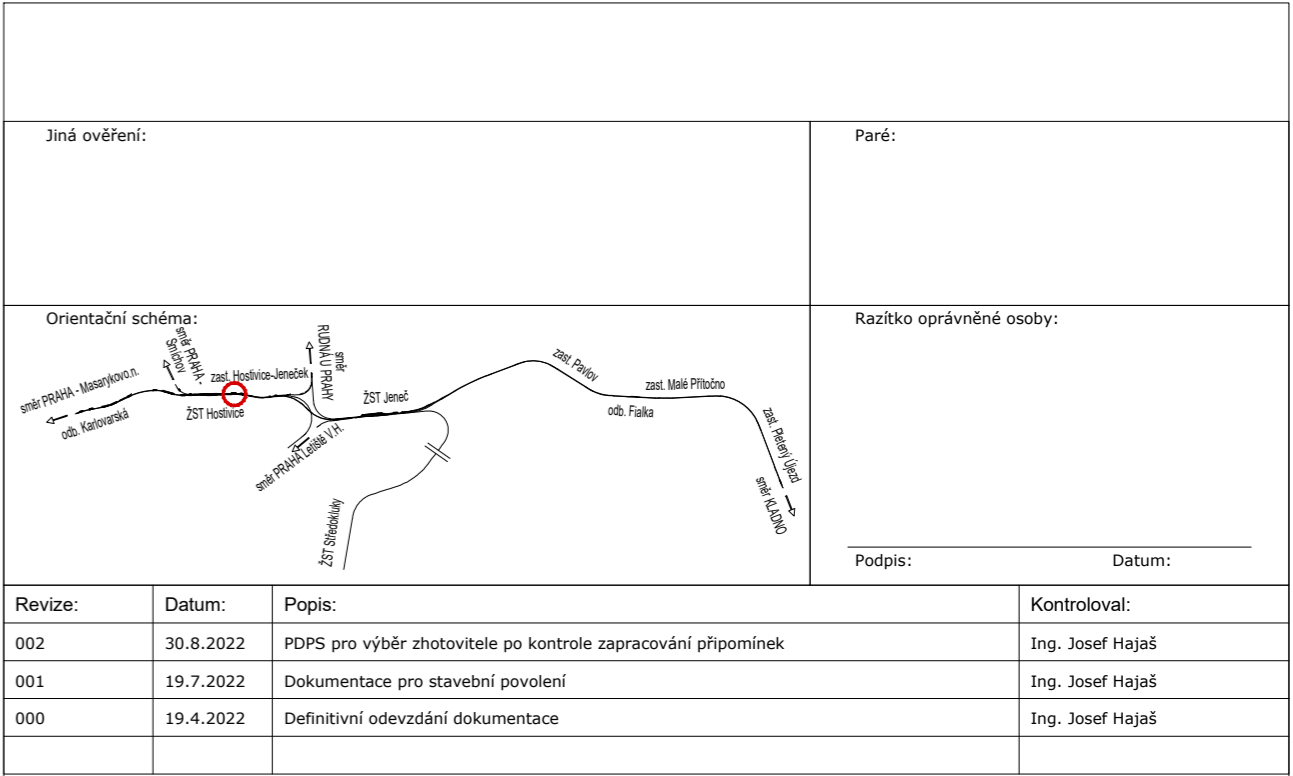 Jiná ověření:
Paré:
Orientační schéma:
směr PRAHA - Masarykovo.n.
odb. Karlovarská
směr PRAHA -
Smíchov
ŽST Hostivice
zast. Hostivice-Jeneček
směr
RUDNÁ U PRAHY
směr PRAHA Letiště V.H.
ŽST Jeneč
ŽST Středokluky
zast. Pavlov
odb. Fialka
zast. Malé Přítočno
zast. Pletený Újezd
směr KLADNO
Razítko oprávněné osoby:
Podpis: Datum:
Revize: Datum: Popis: Kontroloval:
002 30.8.2022 PDPS pro výběr zhotovitele po kontrole zapracování připomínek Ing. Josef Hajaš
001 19.7.2022 Dokumentace pro stavební povolení Ing. Josef Hajaš
000 19.4.2022 Definitivní odevzdání dokumentace Ing. Josef Hajaš